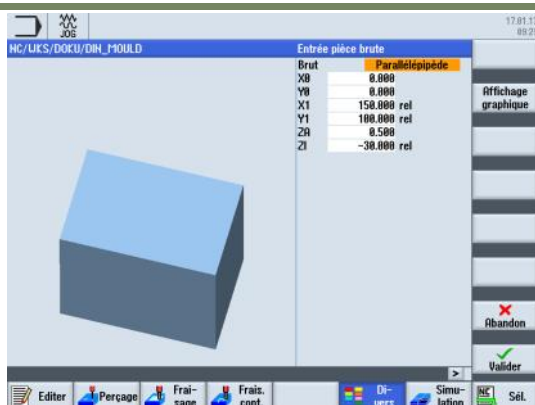 JOG
17.01.1
09:2
NC/WKS/DOKU/DIN_MOULD
Entrée pièce brute
Brut Parallélépipède
X0 0.000
Y0 0.000
X1 150.000 rel
Y1 100.000 rel
ZA 0.500
ZI -30.000 rel
Affichage
graphique
Abandon
Valider
>
Editer
Perçage
Frai-
sage
Frais.
cont.
Di-
vers
Simu-
lation
NC
Sél.